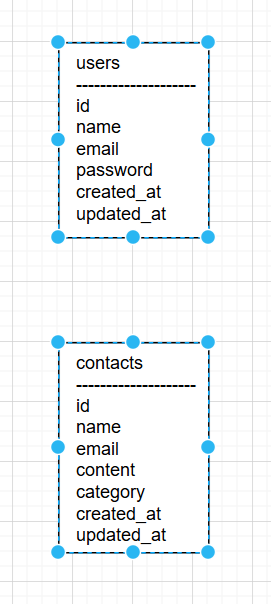 users
---------------------
id
name
email
password
created_at
updated_at
contacts
---------------------
id
name
email
content
category
created_at
updated_at